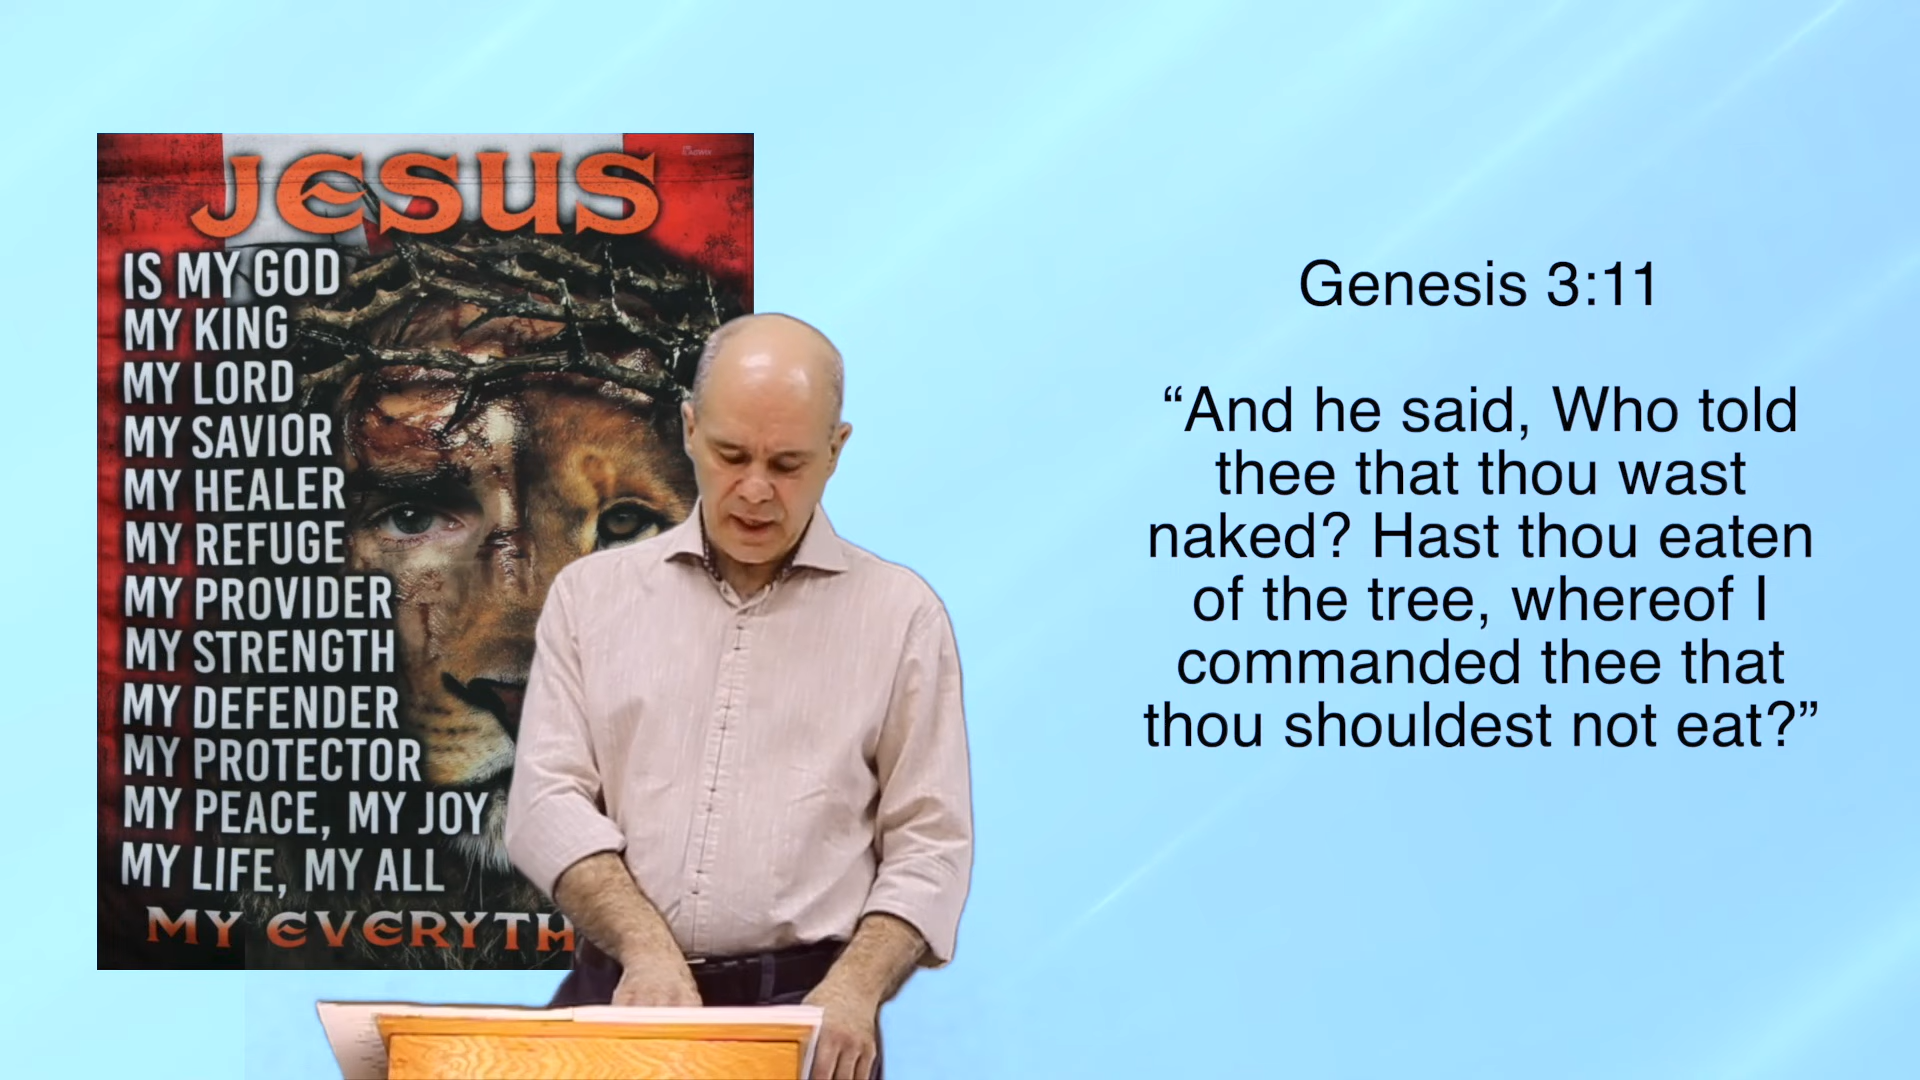 JESUS
IS MY GOD
MY KING
MY LORD
MY SAVIOR
MY HEALER
MY REFUGE
MY PROVIDER
MY STRENGTH
MY DEFENDER
MY PROTECTOR
MY PEACE, MY JOY
MY LIFE, MY ALL
MY EVERYTH
Genesis 3:11
“And he said, Who told
thee that thou wast
naked? Hast thou eaten
of the tree, whereof I
commanded thee that
thou shouldest not eat?”